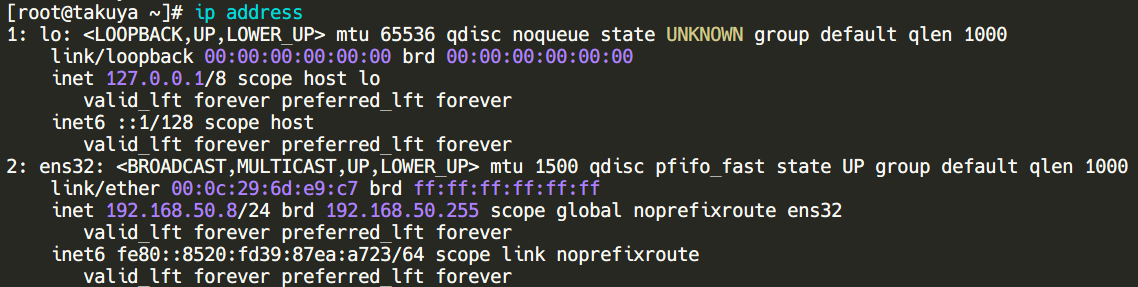 [root@takuya ~]# ip address
1: lo: <LOOPBACK,UP,LOWER_UP> mtu 65536 qdisc noqueue state UNKNOWN group default qlen 1000
    link/loopback 00:00:00:00:00:00 brd 00:00:00:00:00:00
    inet 127.0.0.1/8 scope host lo
       valid_lft forever preferred_lft forever
    inet6 ::1/128 scope host
       valid_lft forever preferred_lft forever
2: ens32: <BROADCAST,MULTICAST,UP,LOWER_UP> mtu 1500 qdisc pfifo_fast state UP group default qlen 1000
    link/ether 00:0c:29:6d:e9:c7 brd ff:ff:ff:ff:ff:ff
    inet 192.168.50.8/24 brd 192.168.50.255 scope global noprefixroute ens32
       valid_lft forever preferred_lft forever
    inet6 fe80::8520:fd39:87ea:a723/64 scope link noprefixroute
       valid_lft forever preferred_lft forever